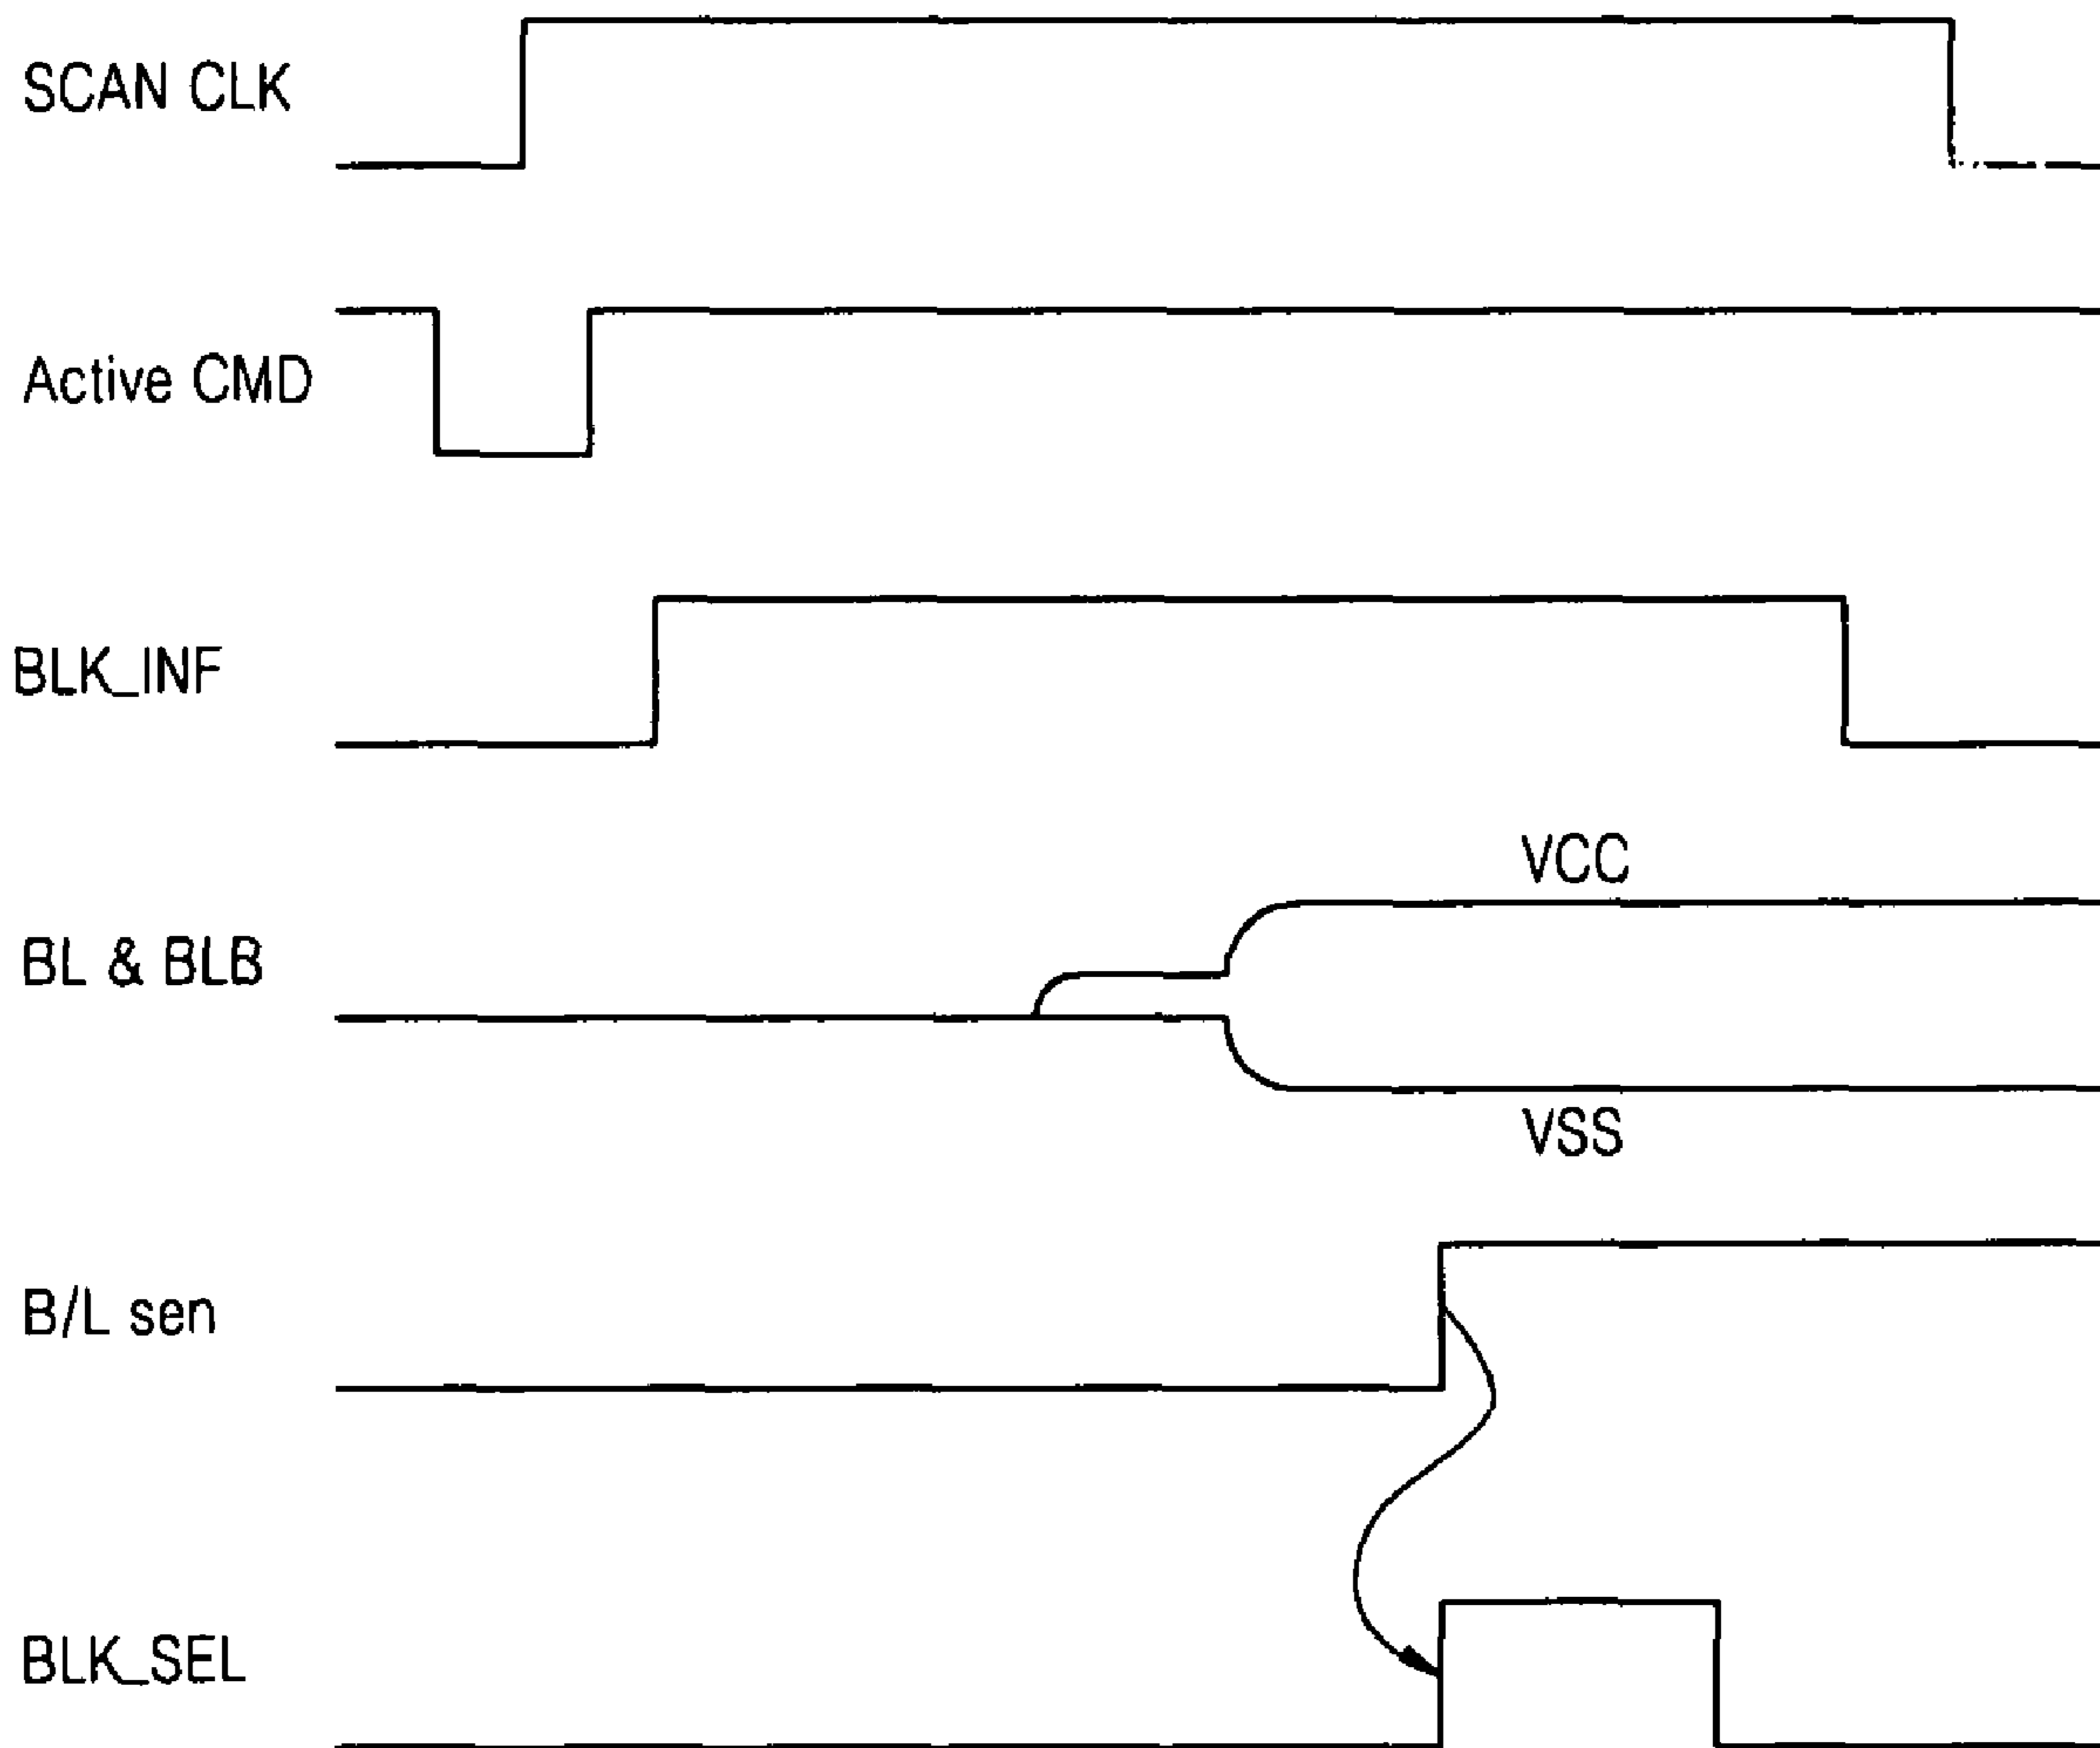 SCAN CLK
Active CMD
BLK_INF
VCC
BL & BLB
VSS
B/L sen
BLK_SEL